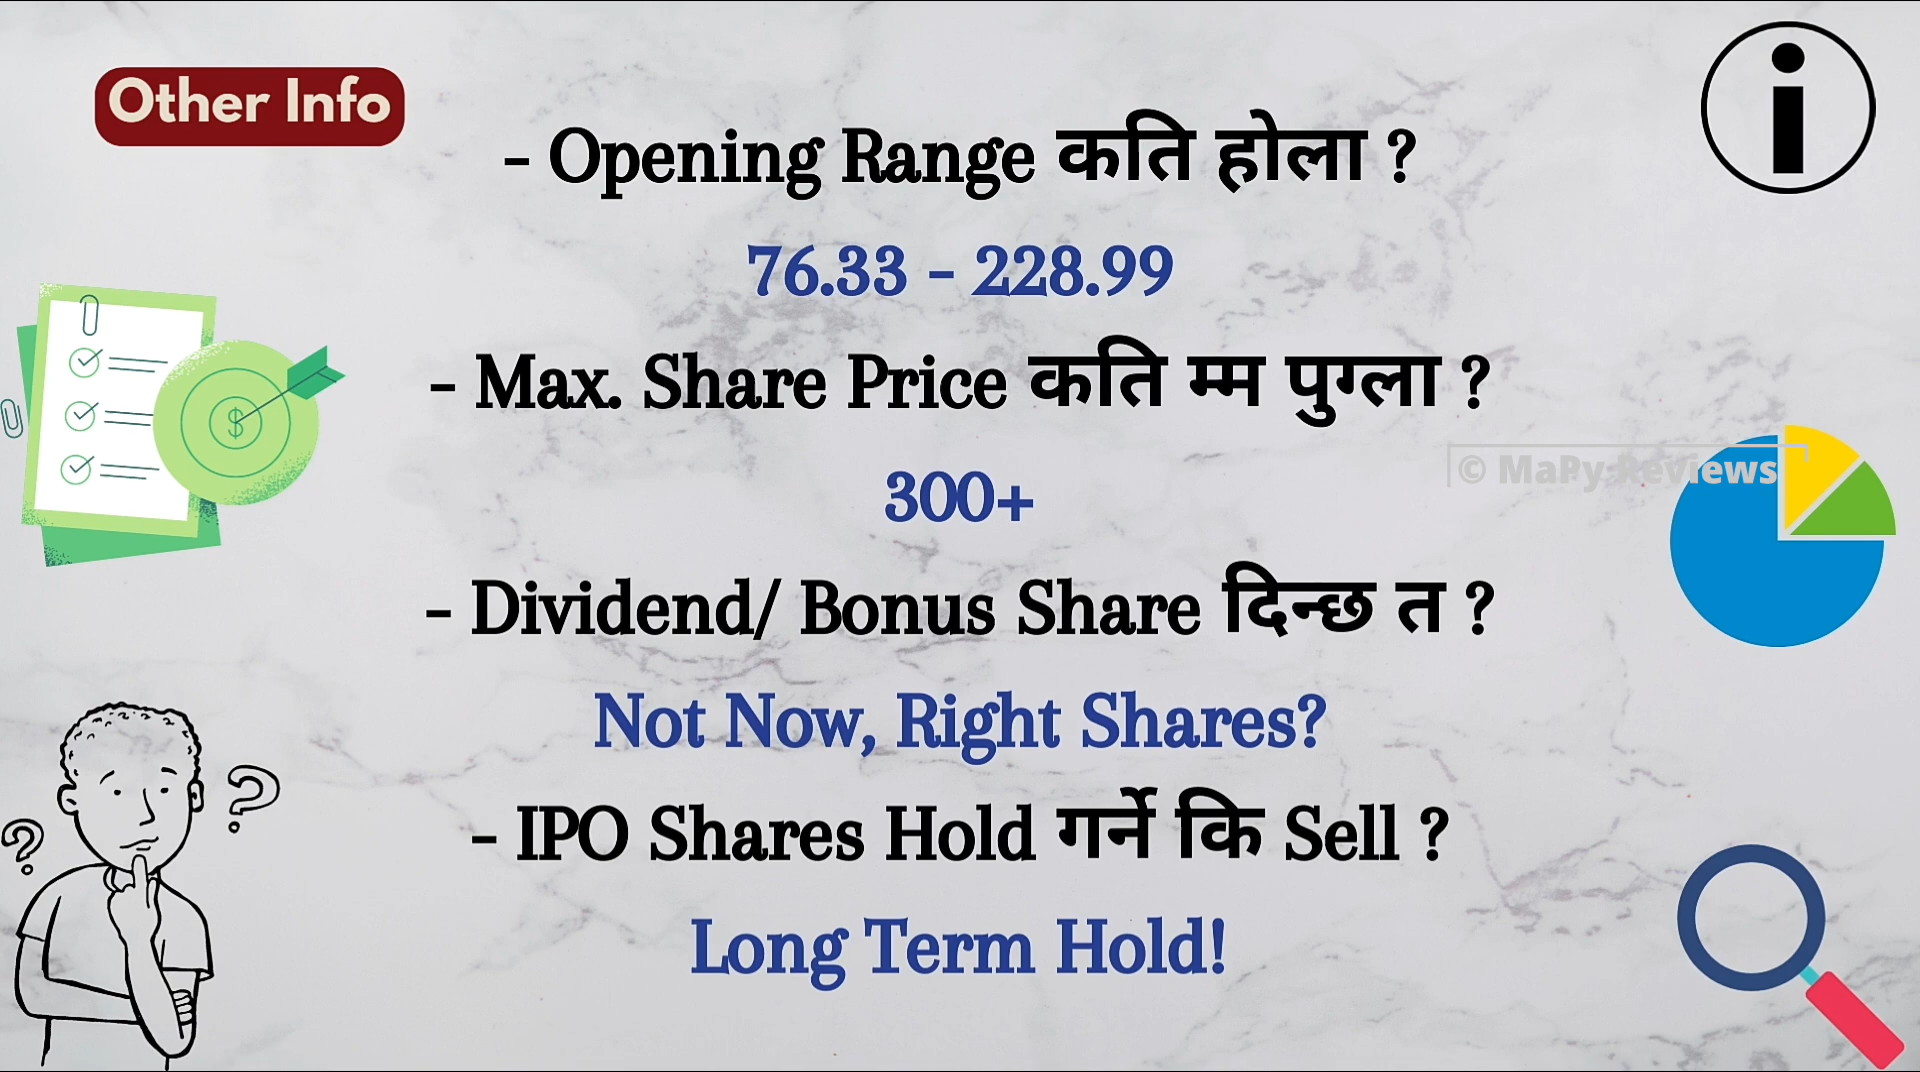 Other Info
- Opening Range कति होला ?
76.33 - 228.99
- Max. Share Price कति म्म पुग्ला ?
300+
© MaPy Reviews
- Dividend/ Bonus Share दिन्छ त ?
Not Now, Right Shares?
- IPO Shares Hold गर्ने कि Sell ?
Long Term Hold!